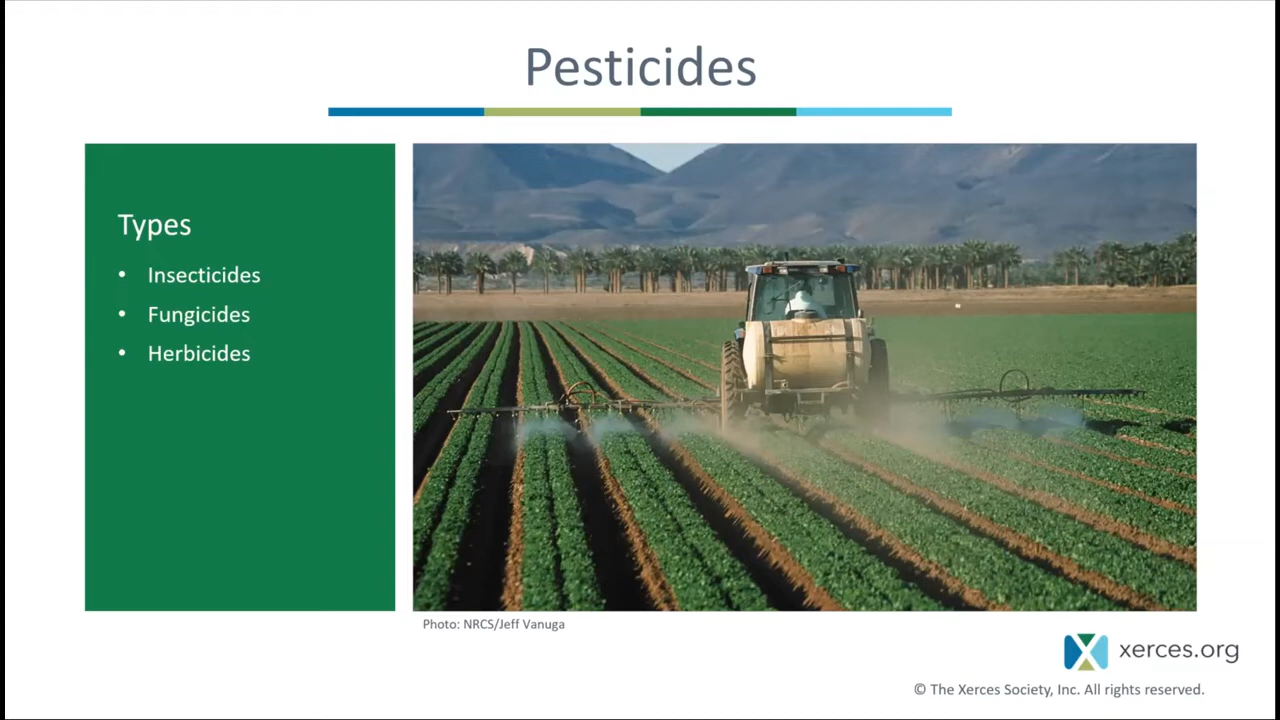 Pesticides
Types
• Insecticides
• Fungicides
• Herbicides
Photo: NRCS/Jeff Vanuga
xerces.org
© The Xerces Society, Inc. All rights reserved.